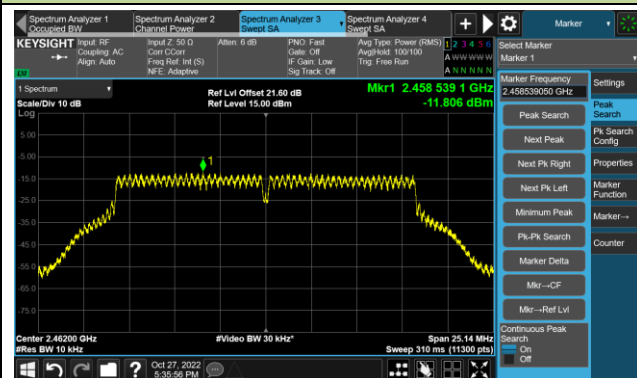 Spectrum Analyzer 1
Occupied BW
Spectrum Analyzer 2
Channel Power
Spectrum Analyzer 3
Swept SA
Spectrum Analyzer 4
Swept SA
+
Marker
KEYSIGHT
Input: RF
Coupling: AC
Align: Auto
Input Z: 50 Ω
Corr CCorr
Freq Ref: Int (S)
NFE: Adaptive
Atten: 6 dB
PNO: Fast
Gate: Off
IF Gain: Low
Sig Track: Off
Avg Type: Power (RMS)
Avg|Hold: 100/100
Trig: Free Run
1 2 3 4 5 6
A W W W W W
A N N N N N
Select Marker
Marker 1
1 Spectrum
Scale/Div 10 dB
Log
Ref Lvl Offset 21.60 dB
Ref Level 15.00 dBm
Mkr1 2.458 539 1 GHz
-11.806 dBm
5.00
-5.00
-15.0
-25.0
-35.0
-45.0
-55.0
-65.0
-75.0
1
Center 2.46200 GHz
#Res BW 10 kHz
#Video BW 30 kHz*
Span 25.14 MHz
Sweep 310 ms (11300 pts)
Marker Frequency
2.458539050 GHz
Peak Search
Next Peak
Next Pk Right
Next Pk Left
Minimum Peak
Pk-Pk Search
Marker Delta
Mkr→CF
Mkr→Ref Lvl
Continuous Peak
Search
On
Off
Settings
Peak
Search
Pk Search
Config
Properties
Marker
Function
Marker→
Counter
?
Oct 27, 2022
5:35:56 PM